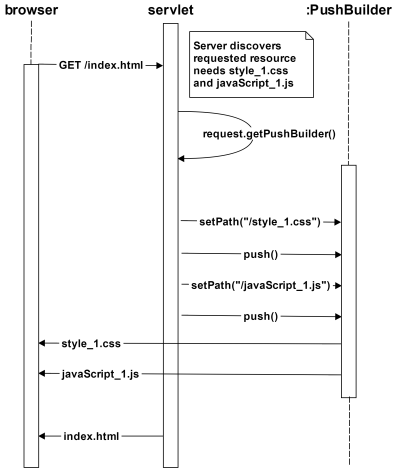 browser servlet :PushBuilder
Server discovers
requested resource
needs style_1.css
and javaScript_1.js
GET /index.html
request.getPushBuilder()
setPath("/style_1.css")
push()
setPath("/javaScript_1.js")
push()
style_1.css
javaScript_1.js
index.html